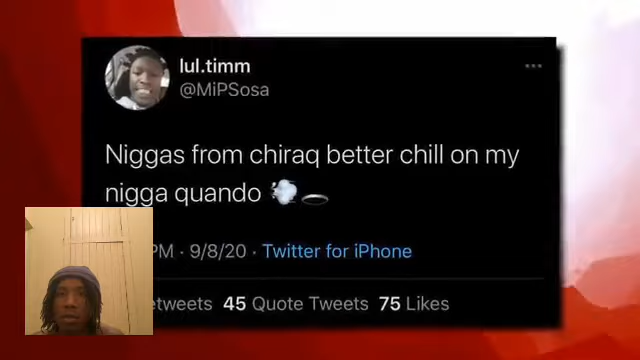 lul.timm
@MiPSosa
Niggas from chiraq better chill on my
nigga quando 💨🕳️
PM · 9/8/20 · Twitter for iPhone
etweets 45 Quote Tweets 75 Likes